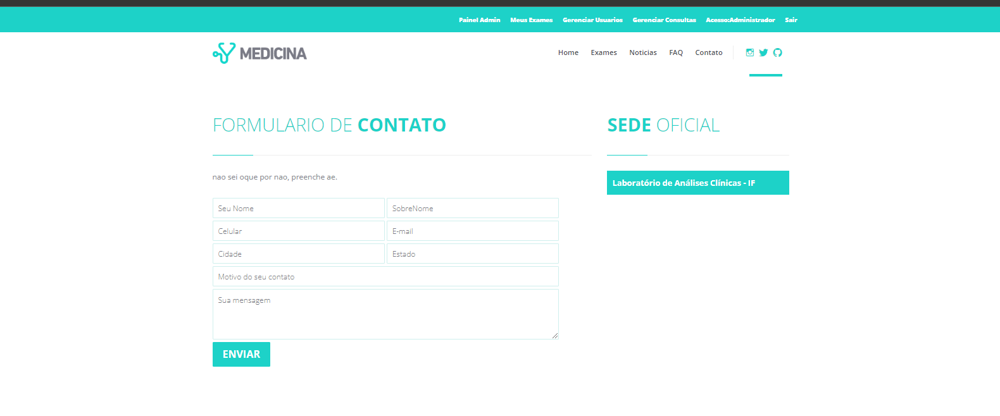 Painel Admin Meus Exames Gerenciar Usuarios Gerenciar Consultas Acesso:Administrador Sair
MEDICINA
Home Exames Noticias FAQ Contato
FORMULARIO DE CONTATO
nao sei oque por nao, preenche ae.
Seu Nome SobreNome
Celular E-mail
Cidade Estado
Motivo do seu contato
Sua mensagem
ENVIAR
SEDE OFICIAL
Laboratório de Análises Clínicas - IF